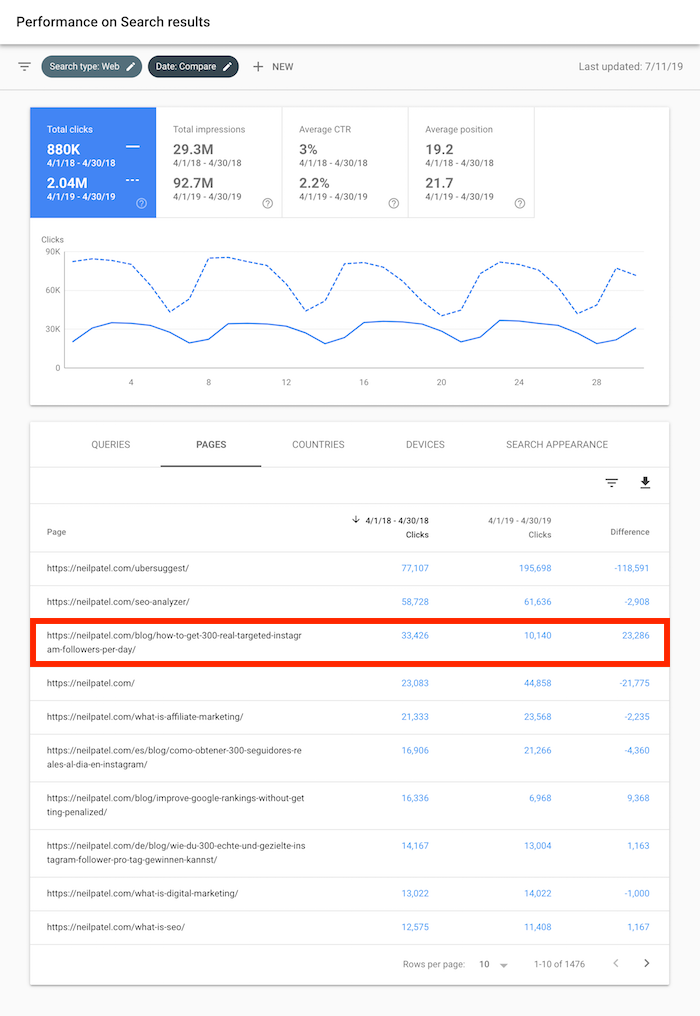 Performance on Search results
Search type: Web
Date: Compare
NEW
Last updated: 7/11/19
Total clicks
880K
4/1/18 - 4/30/18
2.04M
4/1/19 - 4/30/19
Total impressions
29.3M
4/1/18 - 4/30/18
92.7M
4/1/19 - 4/30/19
Average CTR
3%
4/1/18 - 4/30/18
2.2%
4/1/19 - 4/30/19
Average position
19.2
4/1/18 - 4/30/18
21.7
4/1/19 - 4/30/19
Clicks
90K
60K
30K
0
4 8 12 16 20 24 28
QUERIES PAGES COUNTRIES DEVICES SEARCH APPEARANCE
Page
4/1/18 - 4/30/18
Clicks
4/1/19 - 4/30/19
Clicks
Difference
https://neilpatel.com/ubersuggest/ 77,107 195,698 -118,591
https://neilpatel.com/seo-analyzer/ 58,728 61,636 -2,908
https://neilpatel.com/blog/how-to-get-300-real-targeted-instagr 33,426 10,140 23,286
am-followers-per-day/
https://neilpatel.com/ 23,083 44,858 -21,775
https://neilpatel.com/what-is-affiliate-marketing/ 21,333 23,568 -2,235
https://neilpatel.com/es/blog/como-obtener-300-seguidores-re 16,906 21,266 -4,360
ales-al-dia-en-instagram/
https://neilpatel.com/blog/improve-google-rankings-without-get 16,336 6,968 9,368
ting-penalized/
https://neilpatel.com/de/blog/wie-du-300-echte-und-gezielte-ins 14,167 13,004 1,163
tagram-follower-pro-tag-gewinnen-kannst/
https://neilpatel.com/what-is-digital-marketing/ 13,022 14,022 -1,000
https://neilpatel.com/what-is-seo/ 12,575 11,408 1,167
Rows per page: 10 1-10 of 1476